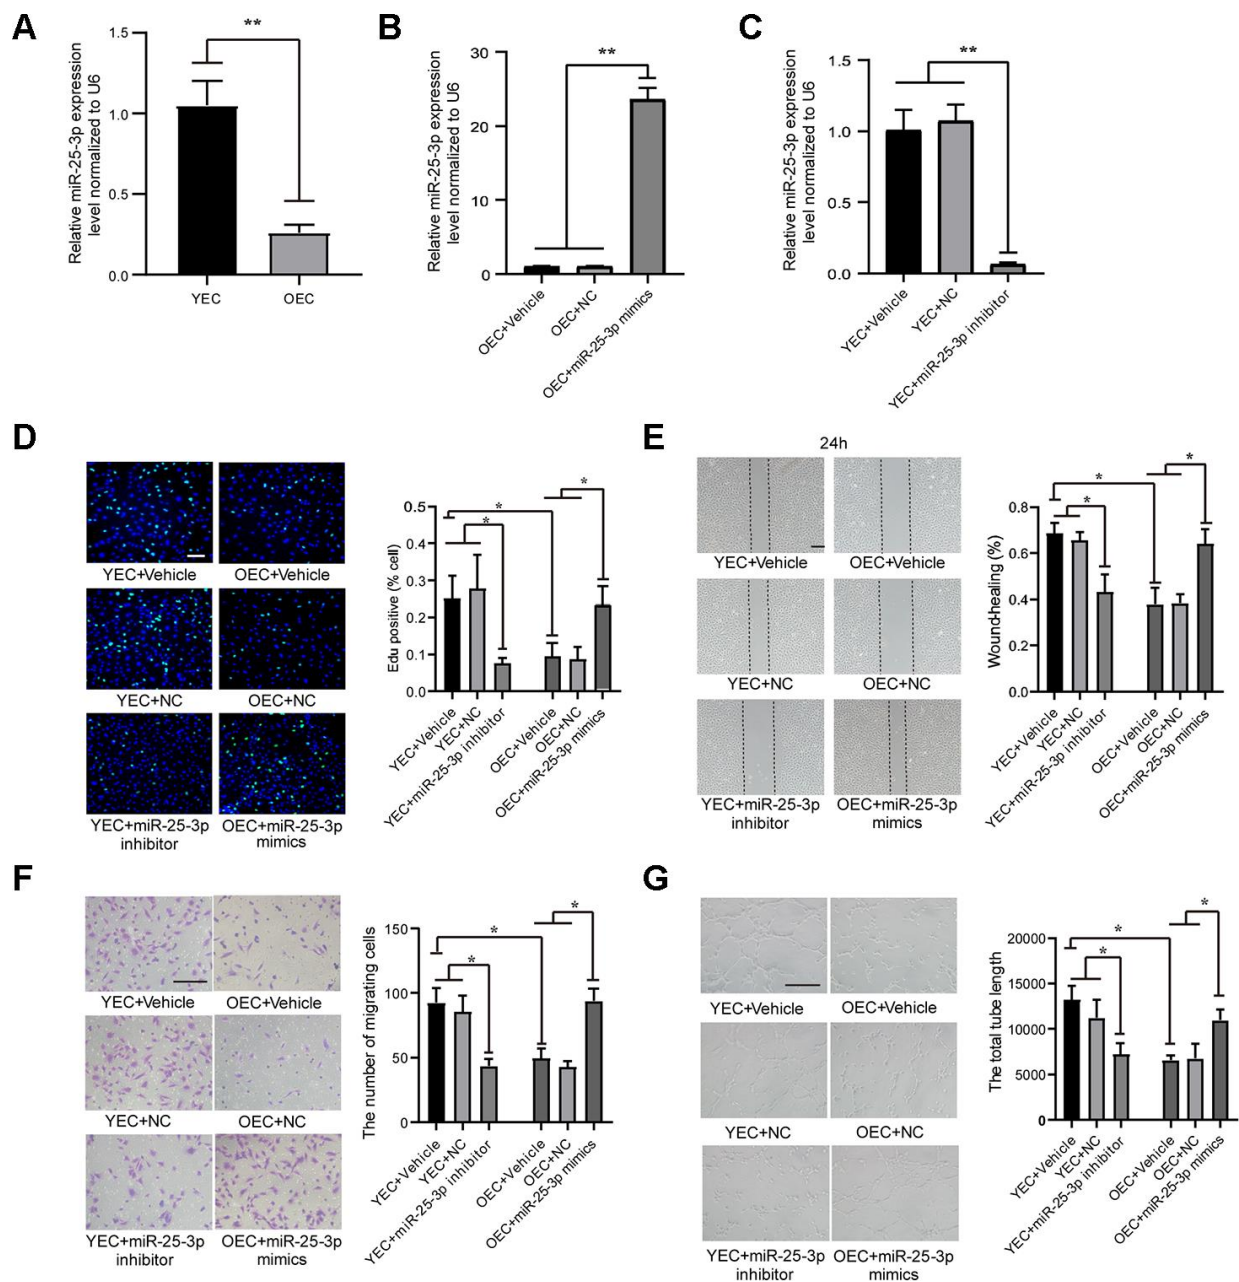 A
Relative miR-25-3p expression
level normalized to U6
1.5
1.0
0.5
0.0
**
YEC
OEC
B
Relative miR-25-3p expression
level normalized to U6
30
20
10
0
**
OEC+Vehicle
OEC+NC
OEC+miR-25-3p mimics
C
Relative miR-25-3p expression
level normalized to U6
1.5
1.0
0.5
0.0
**
YEC+Vehicle
YEC+NC
YEC+miR-25-3p inhibitor
D
YEC+Vehicle
OEC+Vehicle
YEC+NC
OEC+NC
YEC+miR-25-3p
inhibitor
OEC+miR-25-3p
mimics
Edu positive (% cell)
0.5
0.4
0.3
0.2
0.1
0.0
*
*
*
YEC+Vehicle
YEC+NC
YEC+miR-25-3p inhibitor
OEC+Vehicle
OEC+NC
OEC+miR-25-3p mimics
E
24h
YEC+Vehicle
OEC+Vehicle
YEC+NC
OEC+NC
YEC+miR-25-3p
inhibitor
OEC+miR-25-3p
mimics
Wound-healing (%)
0.8
0.6
0.4
0.2
0.0
*
*
*
YEC+Vehicle
YEC+NC
YEC+miR-25-3p inhibitor
OEC+Vehicle
OEC+NC
OEC+miR-25-3p mimics
F
YEC+Vehicle
OEC+Vehicle
YEC+NC
OEC+NC
YEC+miR-25-3p
inhibitor
OEC+miR-25-3p
mimics
The number of migrating cells
150
100
50
0
*
*
*
YEC+Vehicle
YEC+NC
YEC+miR-25-3p inhibitor
OEC+Vehicle
OEC+NC
OEC+miR-25-3p mimics
G
YEC+Vehicle
OEC+Vehicle
YEC+NC
OEC+NC
YEC+miR-25-3p
inhibitor
OEC+miR-25-3p
mimics
The total tube length
20000
15000
10000
5000
0
*
*
*
YEC+Vehicle
YEC+NC
YEC+miR-25-3p inhibitor
OEC+Vehicle
OEC+NC
OEC+miR-25-3p mimics